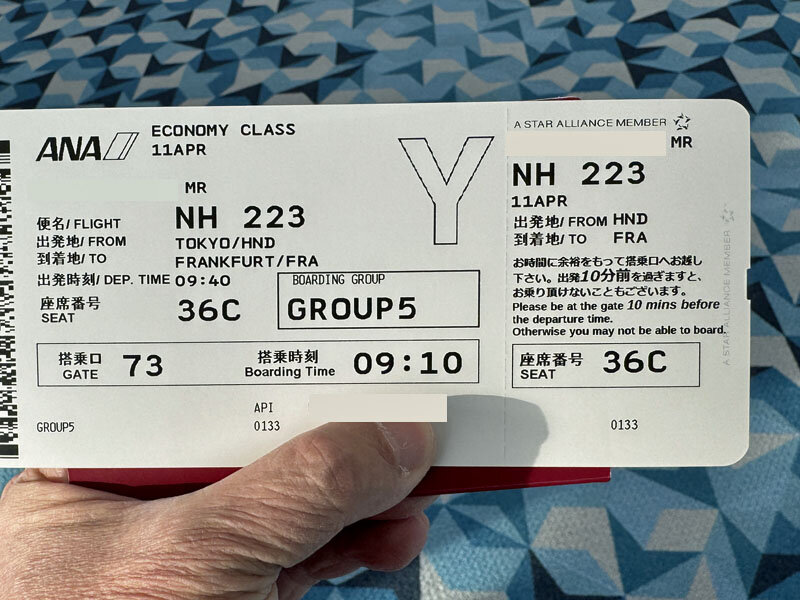 ANA
ECONOMY CLASS
11APR
MR
便名/ FLIGHT NH 223
出発地/ FROM TOKYO/HND
到着地/ TO FRANKFURT/FRA
出発時刻/ DEP. TIME 09:40
座席番号
SEAT 36C
BOARDING GROUP
GROUP5
搭乗口
GATE 73
搭乗時刻
Boarding Time 09:10
API
GROUP5 0133
Y
A STAR ALLIANCE MEMBER
MR
NH 223
11APR
出発地/ FROM HND
到着地/ TO FRA
お時間に余裕をもって搭乗口へお越し
下さい。出発10分前を過ぎますと、
お乗り頂けないこともございます。
Please be at the gate 10 mins before
the departure time.
Otherwise you may not be able to board.
座席番号
SEAT 36C
0133
A STAR ALLIANCE MEMBER